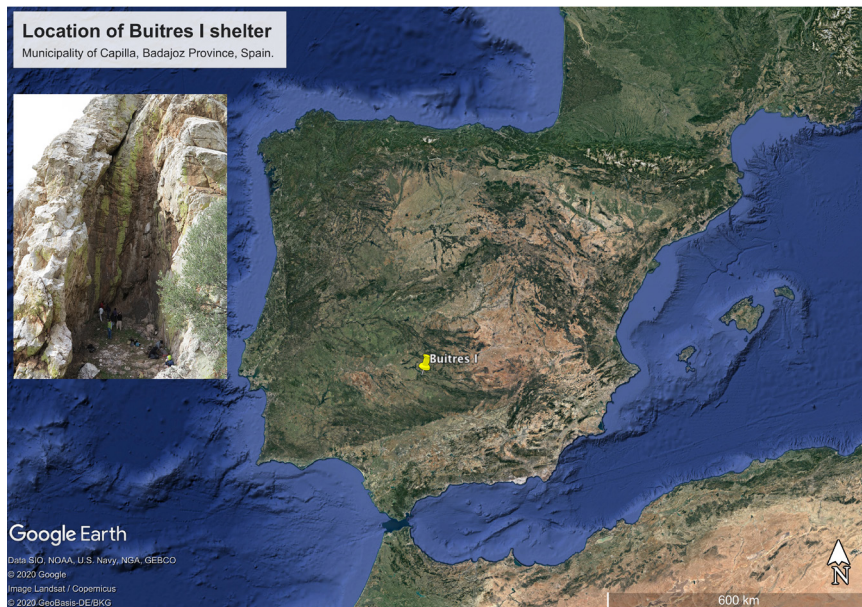 Location of Buitres I shelter
Municipality of Capilla, Badajoz Province, Spain.
Buitres I
Google Earth
Data SIO, NOAA, U.S. Navy, NGA, GEBCO
© 2020 Google
Image Landsat / Copernicus
© 2020 GeoBasis-DE/BKG
N
600 km